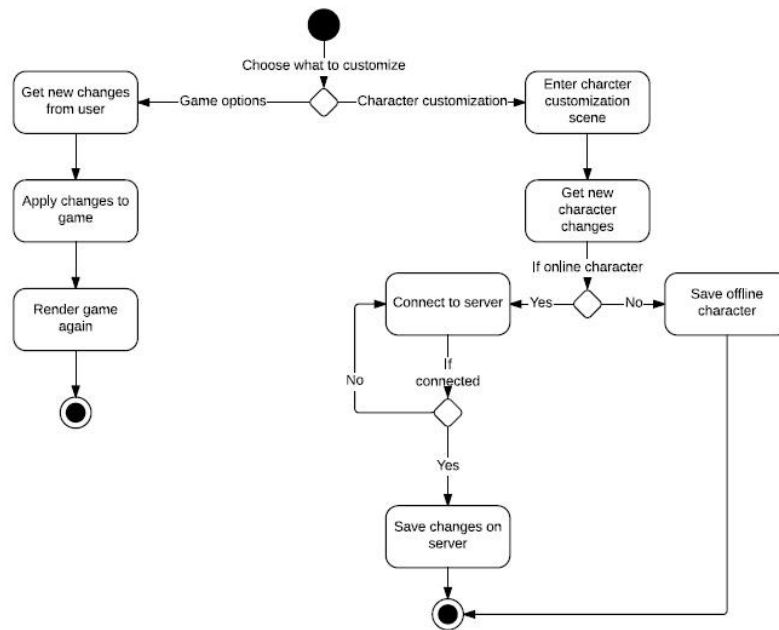 Choose what to customize
Get new changes
from user
Game options
Character customization
Enter charcter
customization
scene
Apply changes to
game
Get new
character
changes
If online character
Render game
again
Connect to server
Yes
No
Save offline
character
If
connected
No
Yes
Save changes on
server